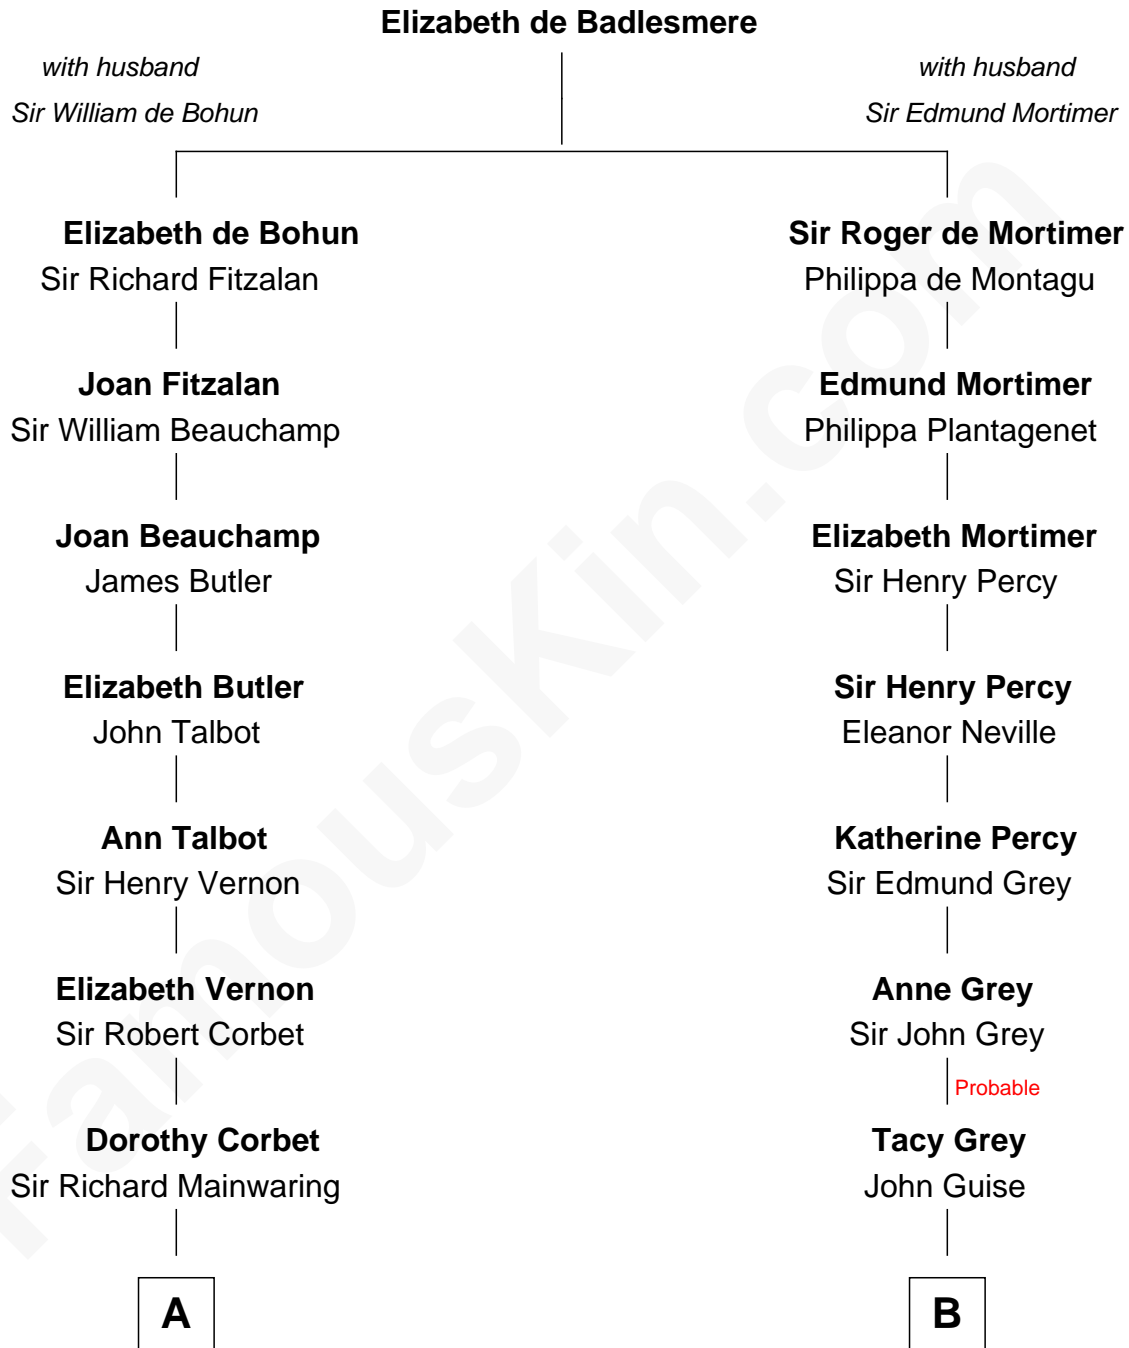 Elizabeth de Badlesmere
with husband
Sir William de Bohun
with husband
Sir Edmund Mortimer
Elizabeth de Bohun
Sir Richard Fitzalan
Sir Roger de Mortimer
Philippa de Montagu
Joan Fitzalan
Sir William Beauchamp
Edmund Mortimer
Philippa Plantagenet
Joan Beauchamp
James Butler
Elizabeth Mortimer
Sir Henry Percy
Elizabeth Butler
John Talbot
Sir Henry Percy
Eleanor Neville
Ann Talbot
Sir Henry Vernon
Katherine Percy
Sir Edmund Grey
Elizabeth Vernon
Sir Robert Corbet
Anne Grey
Sir John Grey
Probable
Dorothy Corbet
Sir Richard Mainwaring
Tacy Grey
John Guise
A
B
FamousKin.com